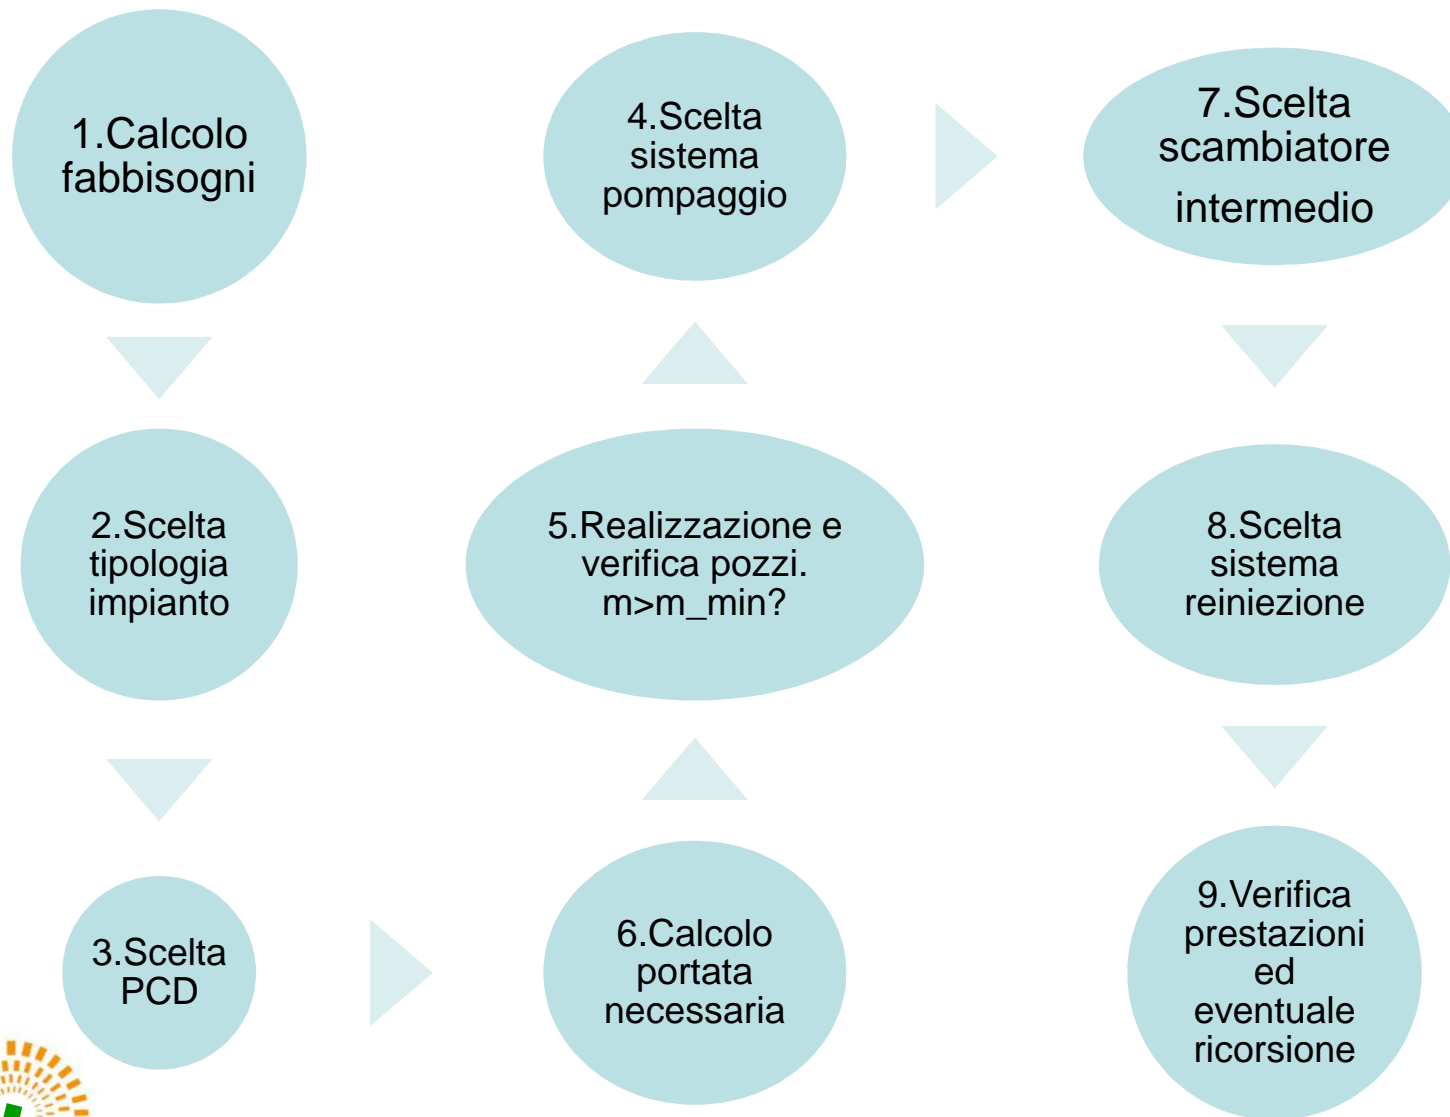 1.Calcolo
fabbisogni
2.Scelta
tipologia
impianto
3.Scelta
PCD
4.Scelta
sistema
pompaggio
5.Realizzazione e
verifica pozzi.
m>m_min?
6.Calcolo
portata
necessaria
7.Scelta
scambiatore
intermedio
8.Scelta
sistema
reiniezione
9.Verifica
prestazioni
ed
eventuale
ricorsione